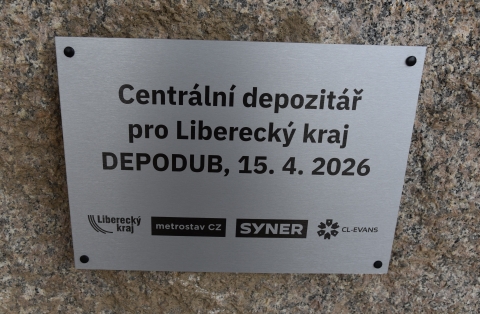 Centrální depozitář
pro Liberecký kraj
DEPODUB, 15. 4. 2026
Liberecký
kraj
metrostav CZ
SYNER
CL-EVANS